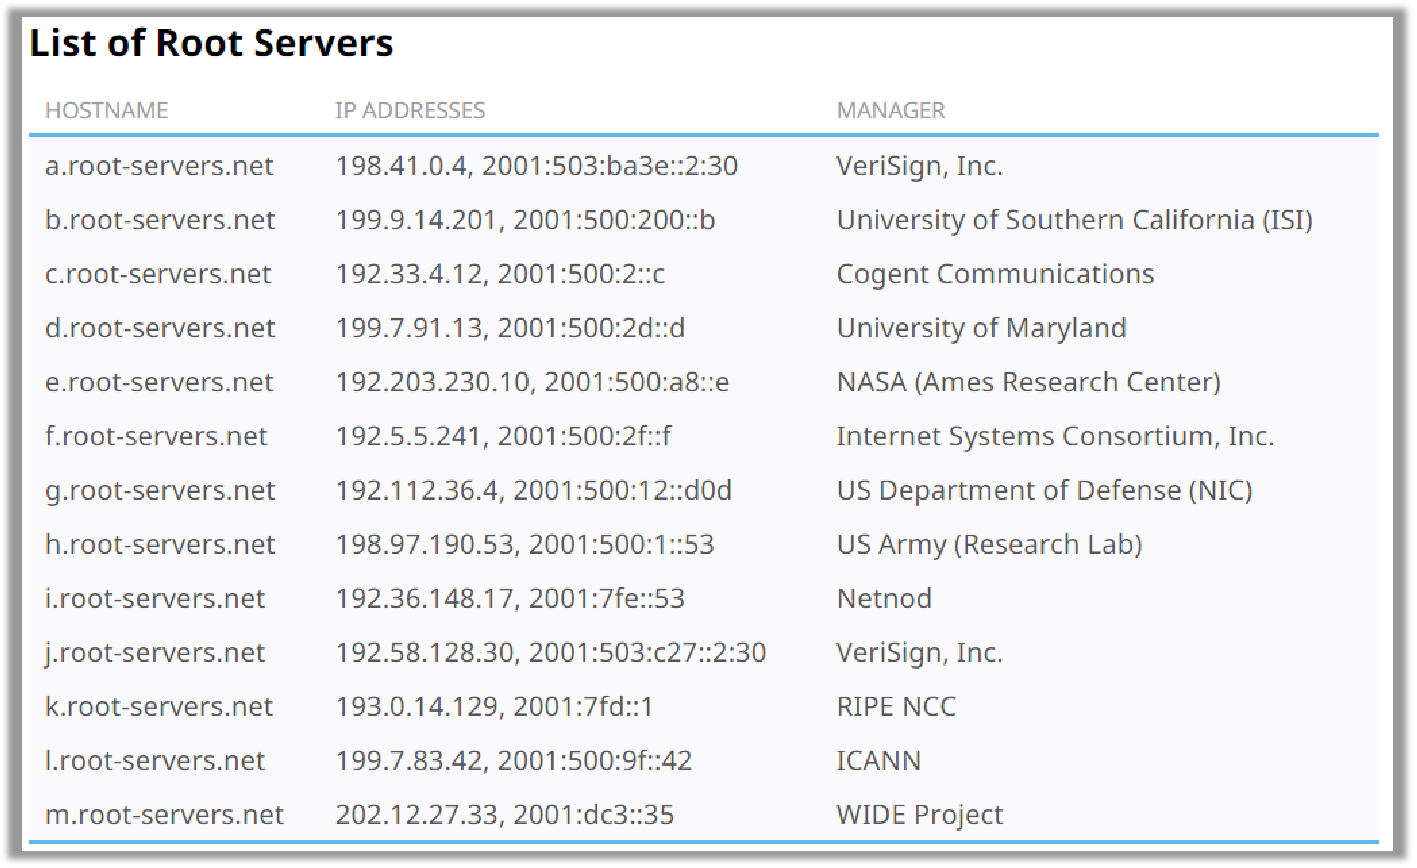 List of Root Servers
HOSTNAME IP ADDRESSES MANAGER
a.root-servers.net 198.41.0.4, 2001:503:ba3e::2:30 VeriSign, Inc.
b.root-servers.net 199.9.14.201, 2001:500:200::b University of Southern California (ISI)
c.root-servers.net 192.33.4.12, 2001:500:2::c Cogent Communications
d.root-servers.net 199.7.91.13, 2001:500:2d::d University of Maryland
e.root-servers.net 192.203.230.10, 2001:500:a8::e NASA (Ames Research Center)
f.root-servers.net 192.5.5.241, 2001:500:2f::f Internet Systems Consortium, Inc.
g.root-servers.net 192.112.36.4, 2001:500:12::d0d US Department of Defense (NIC)
h.root-servers.net 198.97.190.53, 2001:500:1::53 US Army (Research Lab)
i.root-servers.net 192.36.148.17, 2001:7fe::53 Netnod
j.root-servers.net 192.58.128.30, 2001:503:c27::2:30 VeriSign, Inc.
k.root-servers.net 193.0.14.129, 2001:7fd::1 RIPE NCC
l.root-servers.net 199.7.83.42, 2001:500:9f::42 ICANN
m.root-servers.net 202.12.27.33, 2001:dc3::35 WIDE Project